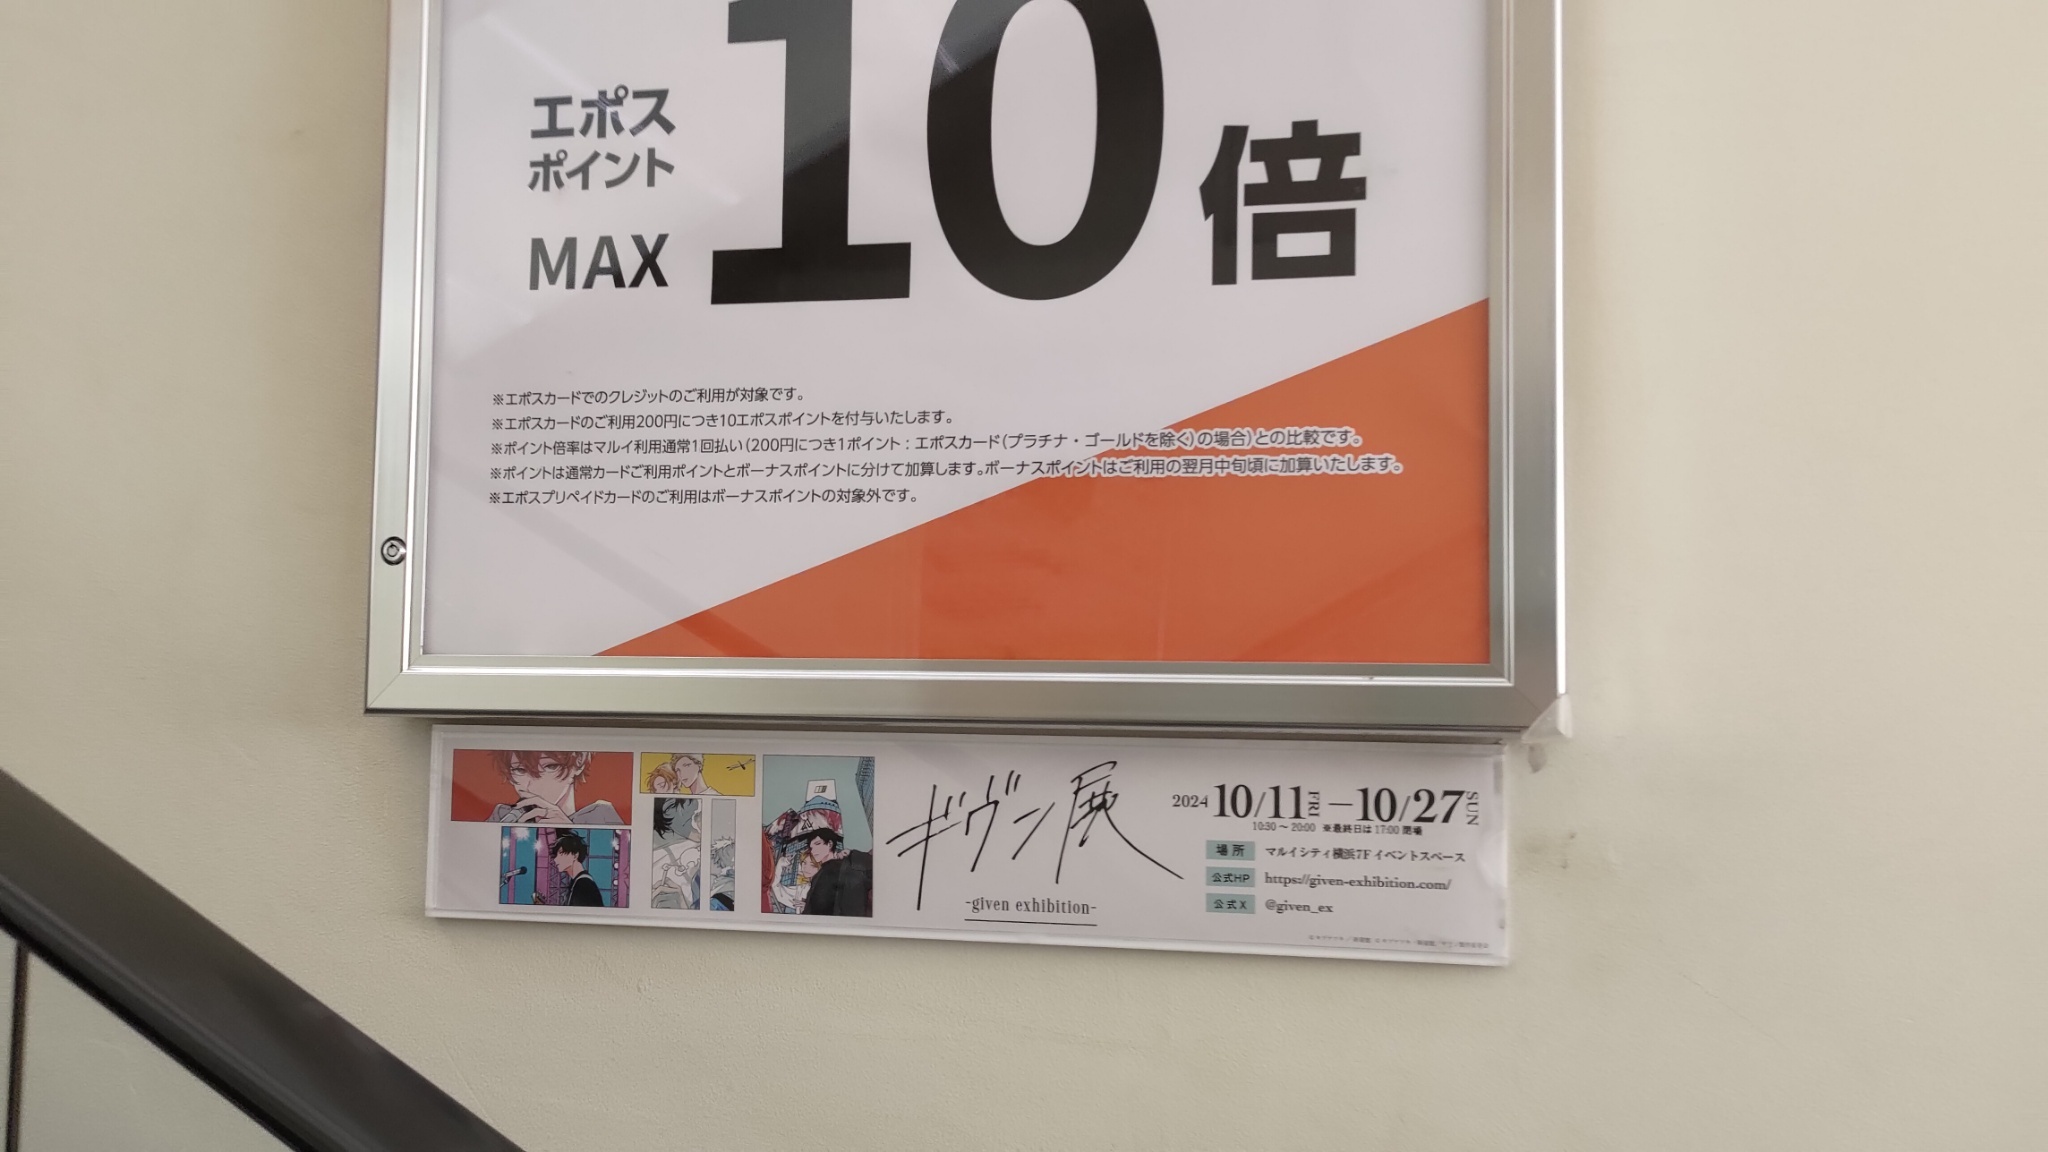 エポス
ポイント
MAX
10倍
※エポスカードでのクレジットのご利用が対象です。
※エポスカードのご利用200円につき10エポスポイントを付与いたします。
※ポイント倍率はマルイ利用通常1回払い(200円につき1ポイント:エポスカード(プラチナ・ゴールドを除く)の場合)との比較です。
※ポイントは通常カードご利用ポイントとボーナスポイントに分けて加算します。ボーナスポイントはご利用の翌月中旬頃に加算いたします。
※エポスプリペイドカードのご利用はボーナスポイントの対象外です。
ギヴン展
-given exhibition-
2024 10/11 FRI —10/27 SUN
10:30〜20:00 ※最終日は17:00閉場
場所 マルイシティ横浜7F イベントスペース
公式HP https://given-exhibition.com/
公式X @given_ex